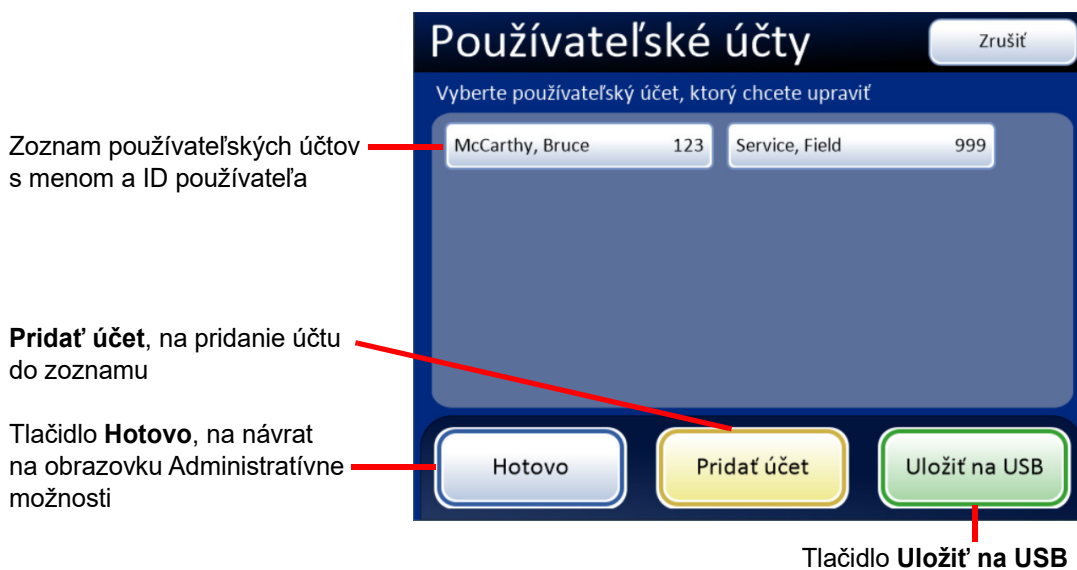 Používateľské účty
Zrušiť
Vyberte používateľský účet, ktorý chcete upraviť
Zoznam používateľských účtov
s menom a ID používateľa
McCarthy, Bruce 123
Service, Field 999
Pridať účet, na pridanie účtu
do zoznamu
Tlačidlo Hotovo, na návrat
na obrazovku Administratívne
možnosti
Hotovo
Pridať účet
Uložiť na USB
Tlačidlo Uložiť na USB